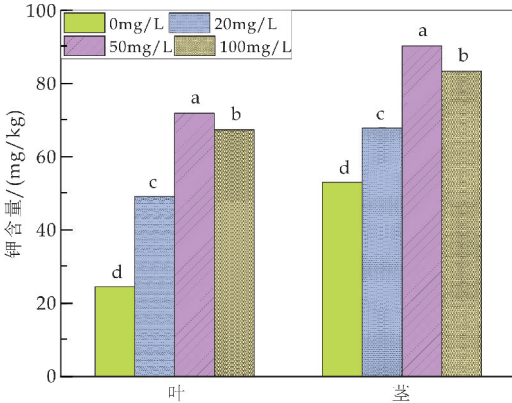 100
80
60
40
20
0
钾含量/(mg/kg)
0mg/L 20mg/L
50mg/L 100mg/L
d
c
a
b
d
c
a
b
叶 茎